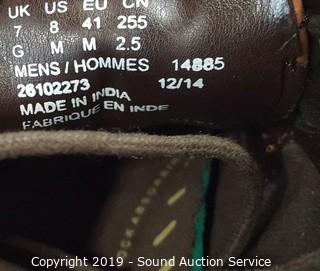 UK US EU CN
7 8 41 255
G M M 2.5
MENS / HOMMES 14885
26102273 12/14
MADE IN INDIA
FABRIQUE EN INDE
Copyright 2019 - Sound Auction Service